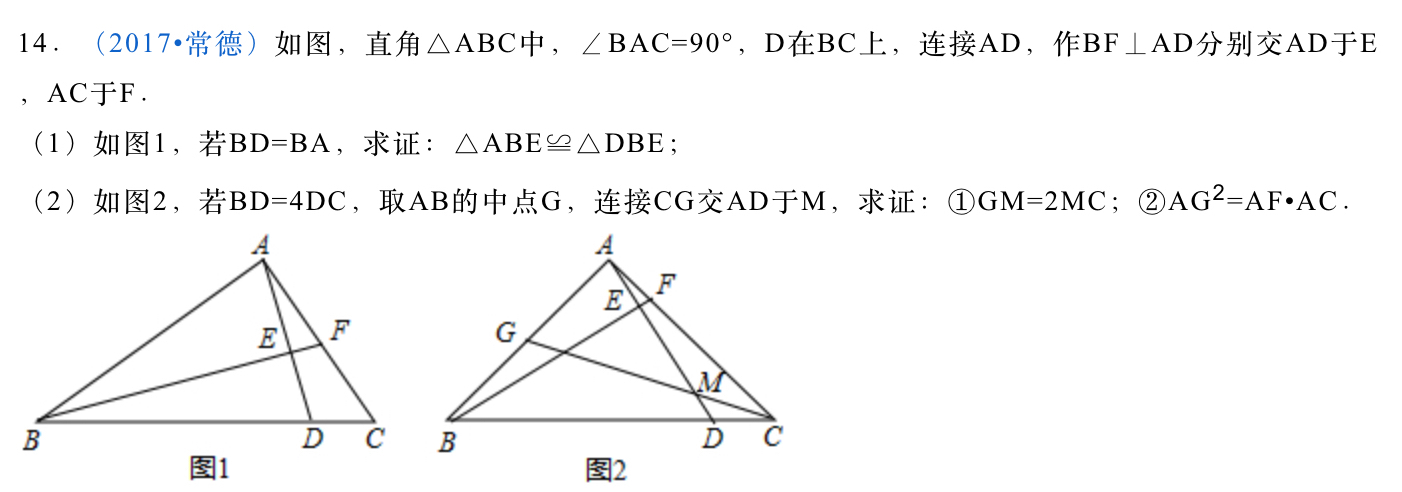 14．（2017•常德）如图，直角△ABC中，∠BAC=90°，D在BC上，连接AD，作BF⊥AD分别交AD于E
，AC于F．
（1）如图1，若BD=BA，求证：△ABE≌△DBE；
（2）如图2，若BD=4DC，取AB的中点G，连接CG交AD于M，求证：①GM=2MC；②AG²=AF•AC．
A
E
F
B
D
C
图1
A
F
E
G
M
B
D
C
图2